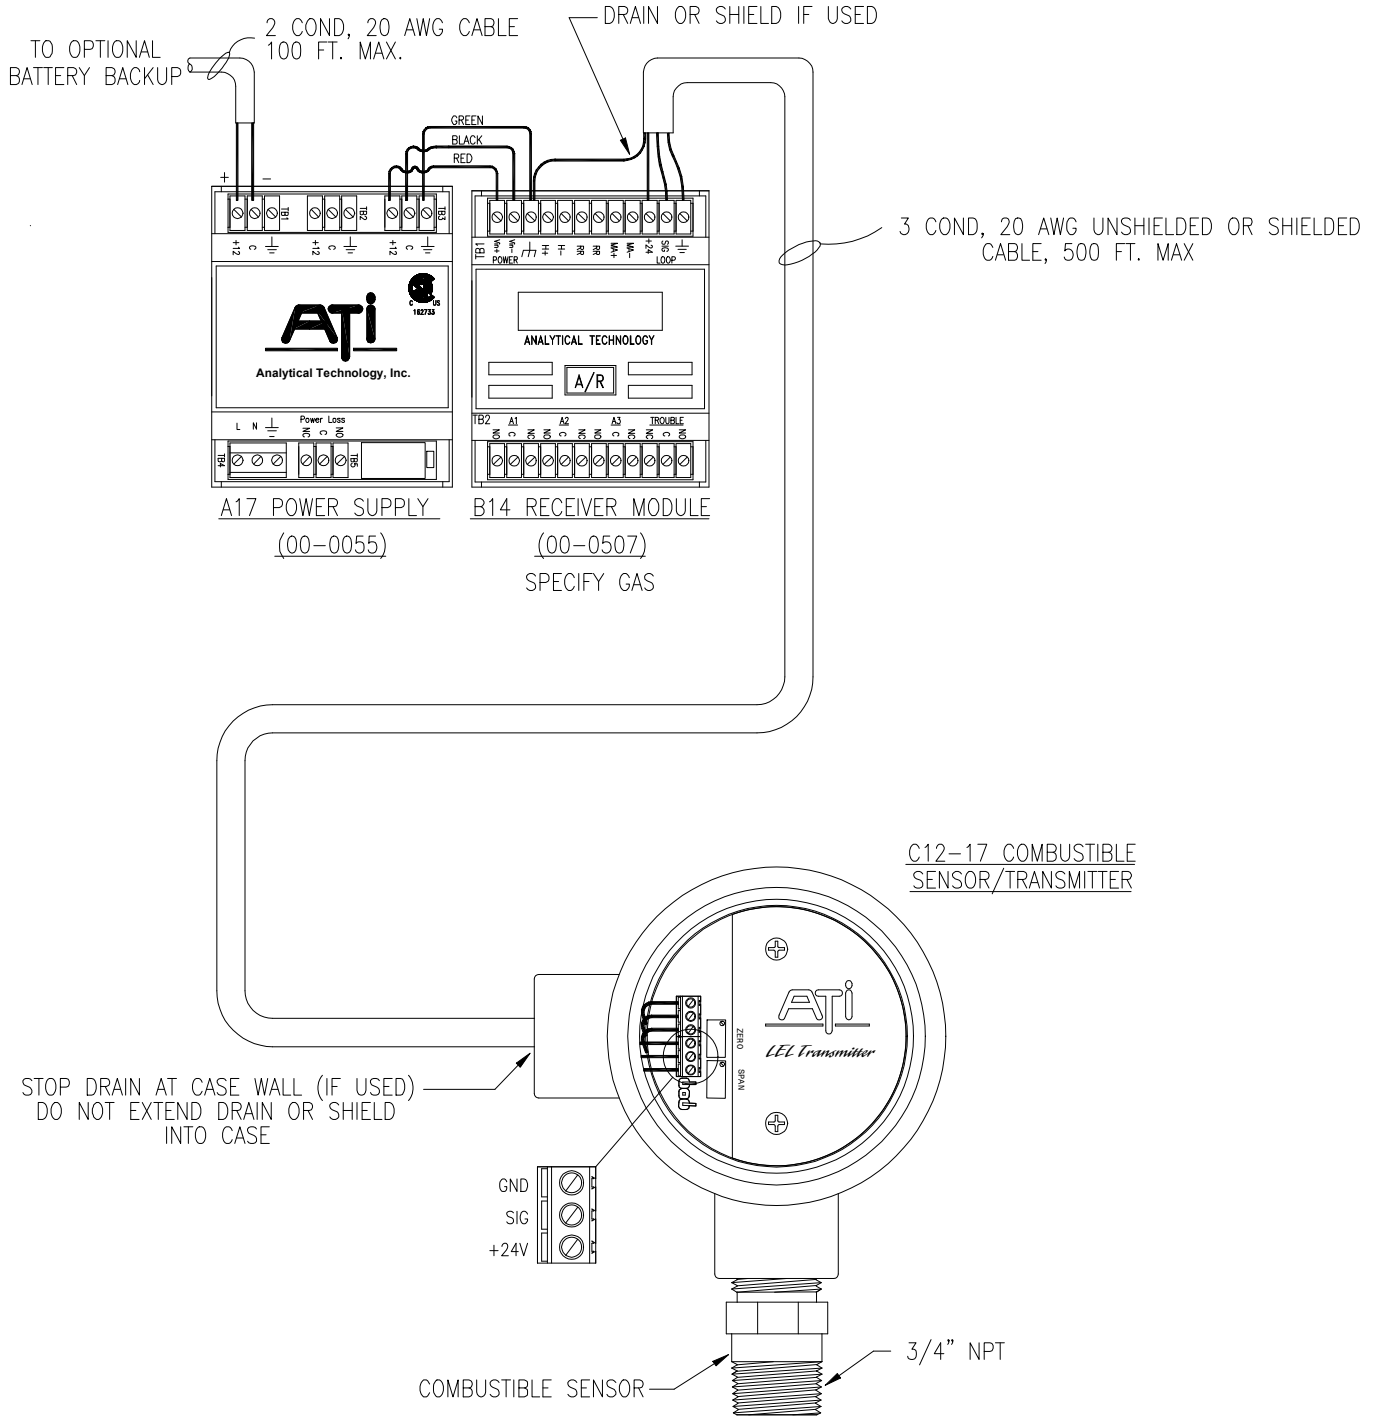 DRAIN OR SHIELD IF USED
2 COND, 20 AWG CABLE
100 FT. MAX.
TO OPTIONAL
BATTERY BACKUP
GREEN
BLACK
RED
+ -
TB1 TB2 TB3
+12 C +12 C +12 C
ATi
C US
182733
Analytical Technology, Inc.
L N
Power Loss
NC C NO
TB4 TB5
A17 POWER SUPPLY
(00-0055)
TB1
Vin+ Vin- H+ H- RR RR MA+ MA- +24 SIG
POWER LOOP
ANALYTICAL TECHNOLOGY
A/R
TB2 A1 A2 A3 TROUBLE
NO C NC NO C NC NO C NC NC C NO
B14 RECEIVER MODULE
(00-0507)
SPECIFY GAS
3 COND, 20 AWG UNSHIELDED OR SHIELDED
CABLE, 500 FT. MAX
C12-17 COMBUSTIBLE
SENSOR/TRANSMITTER
ATi
LEL Transmitter
ZERO
SPAN
STOP DRAIN AT CASE WALL (IF USED)
DO NOT EXTEND DRAIN OR SHIELD
INTO CASE
GND
SIG
+24V
3/4" NPT
COMBUSTIBLE SENSOR